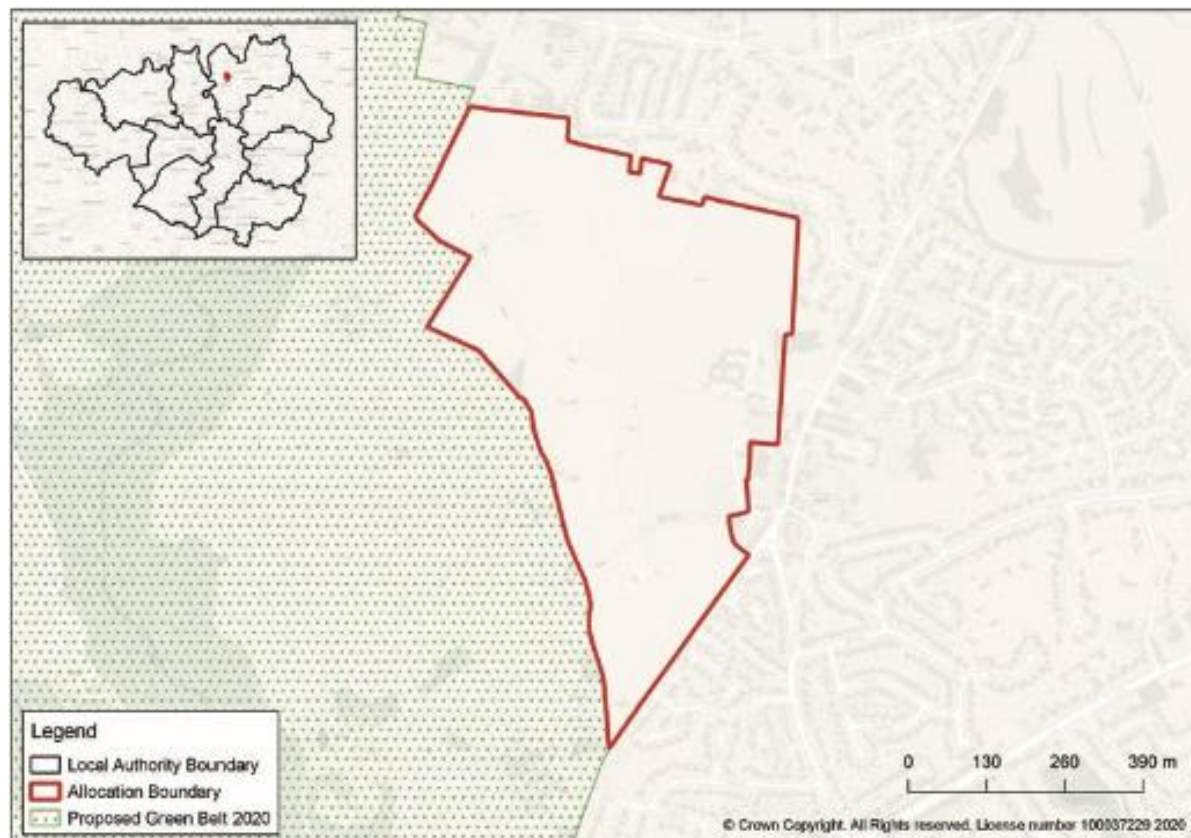 Legend
Local Authority Boundary
Allocation Boundary
Proposed Green Belt 2020
0 130 260 390 m
© Crown Copyright. All Rights reserved. License number 100037229 2020